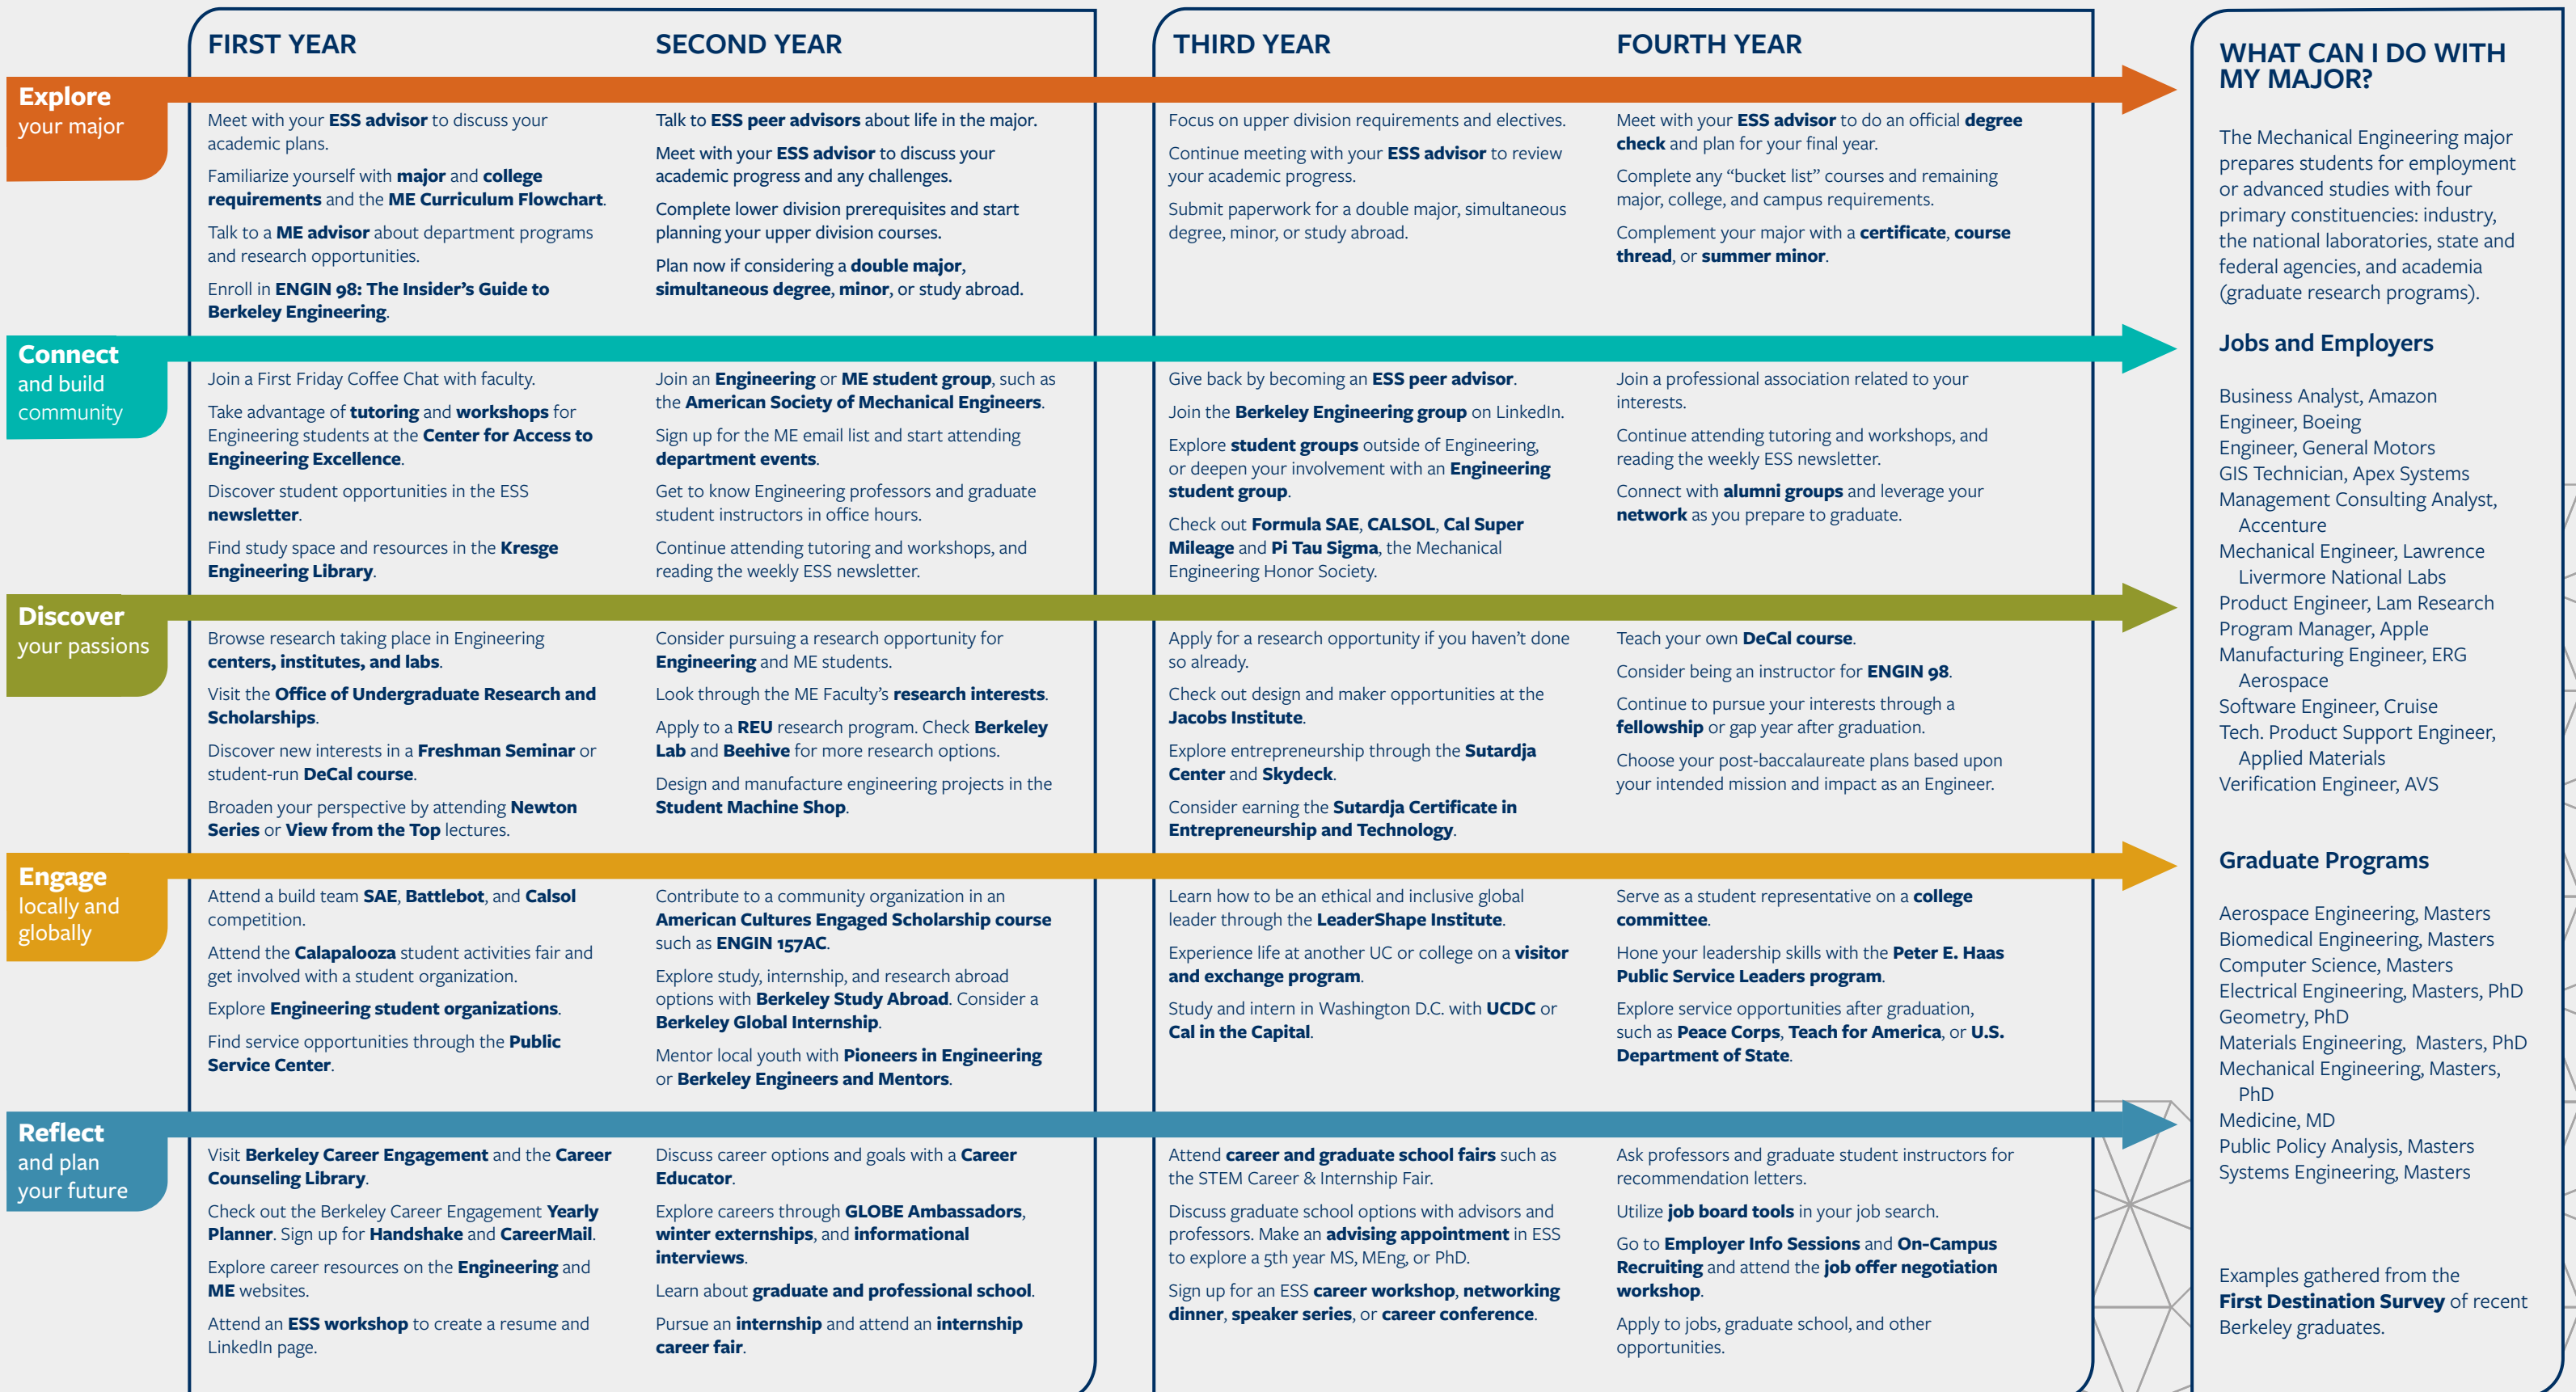 FIRST YEAR
SECOND YEAR
THIRD YEAR
FOURTH YEAR
Explore
your major
Meet with your ESS advisor to discuss your
academic plans.
Familiarize yourself with major and college
requirements and the ME Curriculum Flowchart.
Talk to a ME advisor about department programs
and research opportunities.
Enroll in ENGIN 98: The Insider's Guide to
Berkeley Engineering.
Talk to ESS peer advisors about life in the major.
Meet with your ESS advisor to discuss your
academic progress and any challenges.
Complete lower division prerequisites and start
planning your upper division courses.
Plan now if considering a double major,
simultaneous degree, minor, or study abroad.
Focus on upper division requirements and electives.
Continue meeting with your ESS advisor to review
your academic progress.
Submit paperwork for a double major, simultaneous
degree, minor, or study abroad.
Meet with your ESS advisor to do an official degree
check and plan for your final year.
Complete any “bucket list” courses and remaining
major, college, and campus requirements.
Complement your major with a certificate, course
thread, or summer minor.
Connect
and build
community
Join a First Friday Coffee Chat with faculty.
Take advantage of tutoring and workshops for
Engineering students at the Center for Access to
Engineering Excellence.
Discover student opportunities in the ESS
newsletter.
Find study space and resources in the Kresge
Engineering Library.
Join an Engineering or ME student group, such as
the American Society of Mechanical Engineers.
Sign up for the ME email list and start attending
department events.
Get to know Engineering professors and graduate
student instructors in office hours.
Continue attending tutoring and workshops, and
reading the weekly ESS newsletter.
Give back by becoming an ESS peer advisor.
Join the Berkeley Engineering group on LinkedIn.
Explore student groups outside of Engineering,
or deepen your involvement with an Engineering
student group.
Check out Formula SAE, CALSOL, Cal Super
Mileage and Pi Tau Sigma, the Mechanical
Engineering Honor Society.
Join a professional association related to your
interests.
Continue attending tutoring and workshops, and
reading the weekly ESS newsletter.
Connect with alumni groups and leverage your
network as you prepare to graduate.
Discover
your passions
Browse research taking place in Engineering
centers, institutes, and labs.
Visit the Office of Undergraduate Research and
Scholarships.
Discover new interests in a Freshman Seminar or
student-run DeCal course.
Broaden your perspective by attending Newton
Series or View from the Top lectures.
Consider pursuing a research opportunity for
Engineering and ME students.
Look through the ME Faculty's research interests.
Apply to a REU research program. Check Berkeley
Lab and Beehive for more research options.
Design and manufacture engineering projects in the
Student Machine Shop.
Apply for a research opportunity if you haven't done
so already.
Check out design and maker opportunities at the
Jacobs Institute.
Explore entrepreneurship through the Sutardja
Center and Skydeck.
Consider earning the Sutardja Certificate in
Entrepreneurship and Technology.
Teach your own DeCal course.
Consider being an instructor for ENGIN 98.
Continue to pursue your interests through a
fellowship or gap year after graduation.
Choose your post-baccalaureate plans based upon
your intended mission and impact as an Engineer.
Engage
locally and
globally
Attend a build team SAE, Battlebot, and Calsol
competition.
Attend the Calapalooza student activities fair and
get involved with a student organization.
Explore Engineering student organizations.
Find service opportunities through the Public
Service Center.
Contribute to a community organization in an
American Cultures Engaged Scholarship course
such as ENGIN 157AC.
Explore study, internship, and research abroad
options with Berkeley Study Abroad. Consider a
Berkeley Global Internship.
Mentor local youth with Pioneers in Engineering
or Berkeley Engineers and Mentors.
Learn how to be an ethical and inclusive global
leader through the LeaderShape Institute.
Experience life at another UC or college on a visitor
and exchange program.
Study and intern in Washington D.C. with UCDC or
Cal in the Capital.
Serve as a student representative on a college
committee.
Hone your leadership skills with the Peter E. Haas
Public Service Leaders program.
Explore service opportunities after graduation,
such as Peace Corps, Teach for America, or U.S.
Department of State.
Reflect
and plan
your future
Visit Berkeley Career Engagement and the Career
Counseling Library.
Check out the Berkeley Career Engagement Yearly
Planner. Sign up for Handshake and CareerMail.
Explore career resources on the Engineering and
ME websites.
Attend an ESS workshop to create a resume and
LinkedIn page.
Discuss career options and goals with a Career
Educator.
Explore careers through GLOBE Ambassadors,
winter externships, and informational
interviews.
Learn about graduate and professional school.
Pursue an internship and attend an internship
career fair.
Attend career and graduate school fairs such as
the STEM Career & Internship Fair.
Discuss graduate school options with advisors and
professors. Make an advising appointment in ESS
to explore a 5th year MS, MEng, or PhD.
Sign up for an ESS career workshop, networking
dinner, speaker series, or career conference.
Ask professors and graduate student instructors for
recommendation letters.
Utilize job board tools in your job search.
Go to Employer Info Sessions and On-Campus
Recruiting and attend the job offer negotiation
workshop.
Apply to jobs, graduate school, and other
opportunities.
WHAT CAN I DO WITH
MY MAJOR?
The Mechanical Engineering major
prepares students for employment
or advanced studies with four
primary constituencies: industry,
the national laboratories, state and
federal agencies, and academia
(graduate research programs).
Jobs and Employers
Business Analyst, Amazon
Engineer, Boeing
Engineer, General Motors
GIS Technician, Apex Systems
Management Consulting Analyst,
Accenture
Mechanical Engineer, Lawrence
Livermore National Labs
Product Engineer, Lam Research
Program Manager, Apple
Manufacturing Engineer, ERG
Aerospace
Software Engineer, Cruise
Tech. Product Support Engineer,
Applied Materials
Verification Engineer, AVS
Graduate Programs
Aerospace Engineering, Masters
Biomedical Engineering, Masters
Computer Science, Masters
Electrical Engineering, Masters, PhD
Geometry, PhD
Materials Engineering, Masters, PhD
Mechanical Engineering, Masters,
PhD
Medicine, MD
Public Policy Analysis, Masters
Systems Engineering, Masters
Examples gathered from the
First Destination Survey of recent
Berkeley graduates.